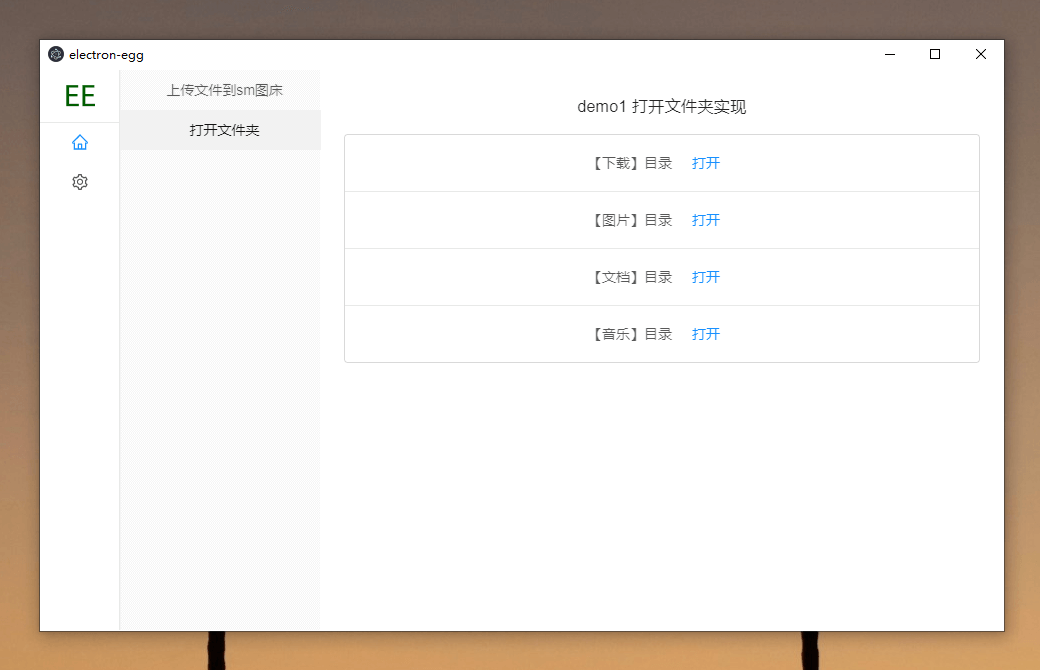 electron-egg
EE
上传文件到sm图床
打开文件夹
demo1 打开文件夹实现
【下载】目录 打开
【图片】目录 打开
【文档】目录 打开
【音乐】目录 打开